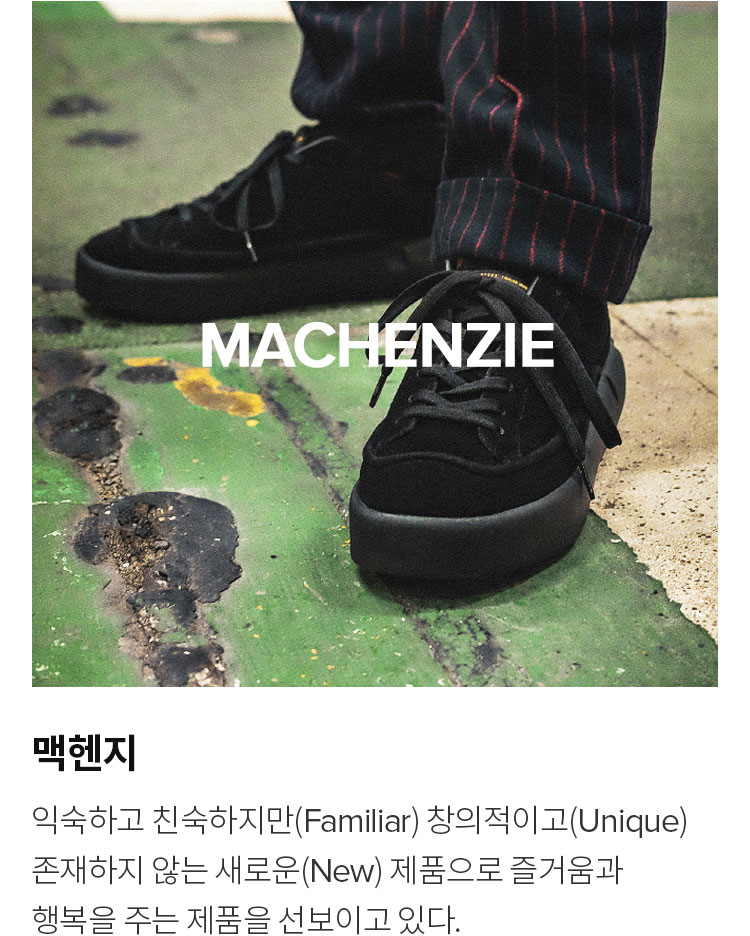 MACHENZIE
맥헨지
익숙하고 친숙하지만(Familiar) 창의적이고(Unique)
존재하지 않는 새로운(New) 제품으로 즐거움과
행복을 주는 제품을 선보이고 있다.